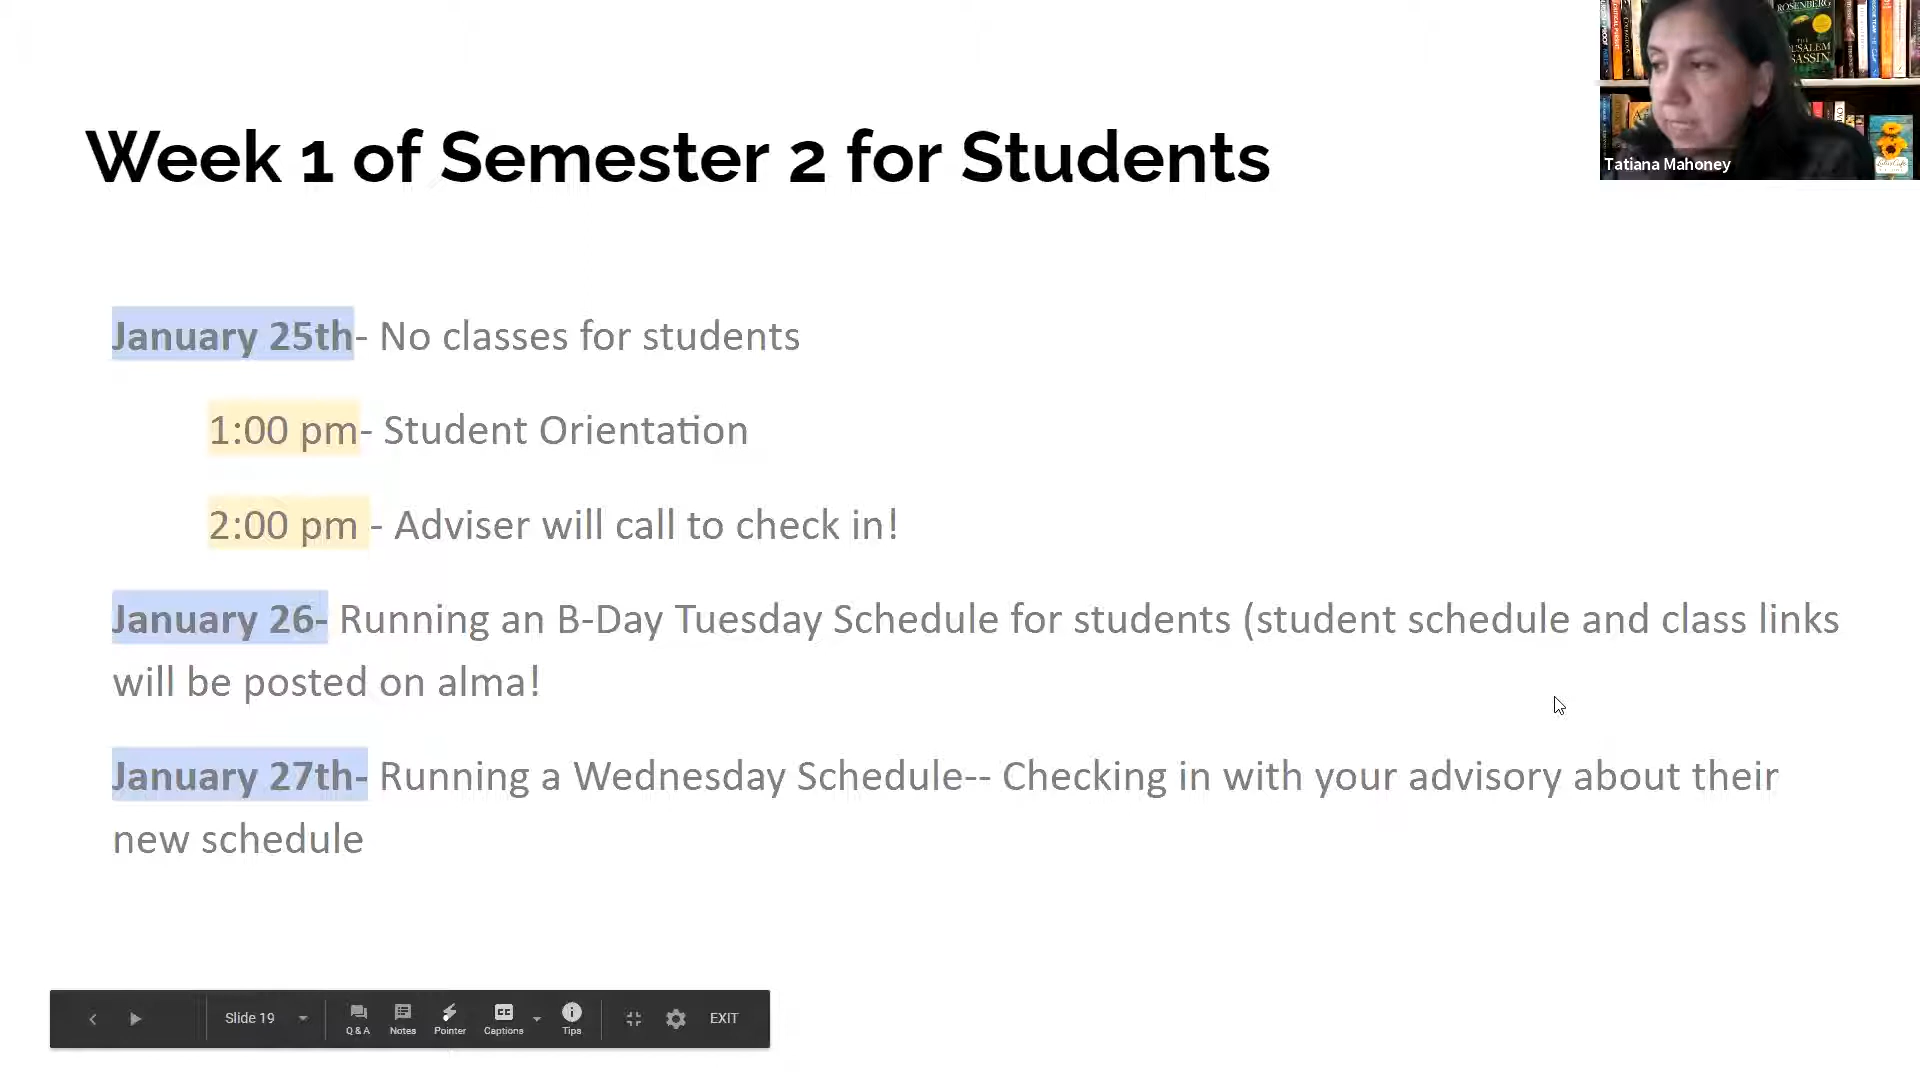 ROSENBERG
THE
Tatiana Mahoney
Week 1 of Semester 2 for Students
January 25th- No classes for students
1:00 pm- Student Orientation
2:00 pm - Adviser will call to check in!
January 26- Running an B-Day Tuesday Schedule for students (student schedule and class links
will be posted on alma!
January 27th- Running a Wednesday Schedule-- Checking in with your advisory about their
new schedule
Slide 19
Q & A
Notes
Pointer
CC
Captions
Tips
EXIT